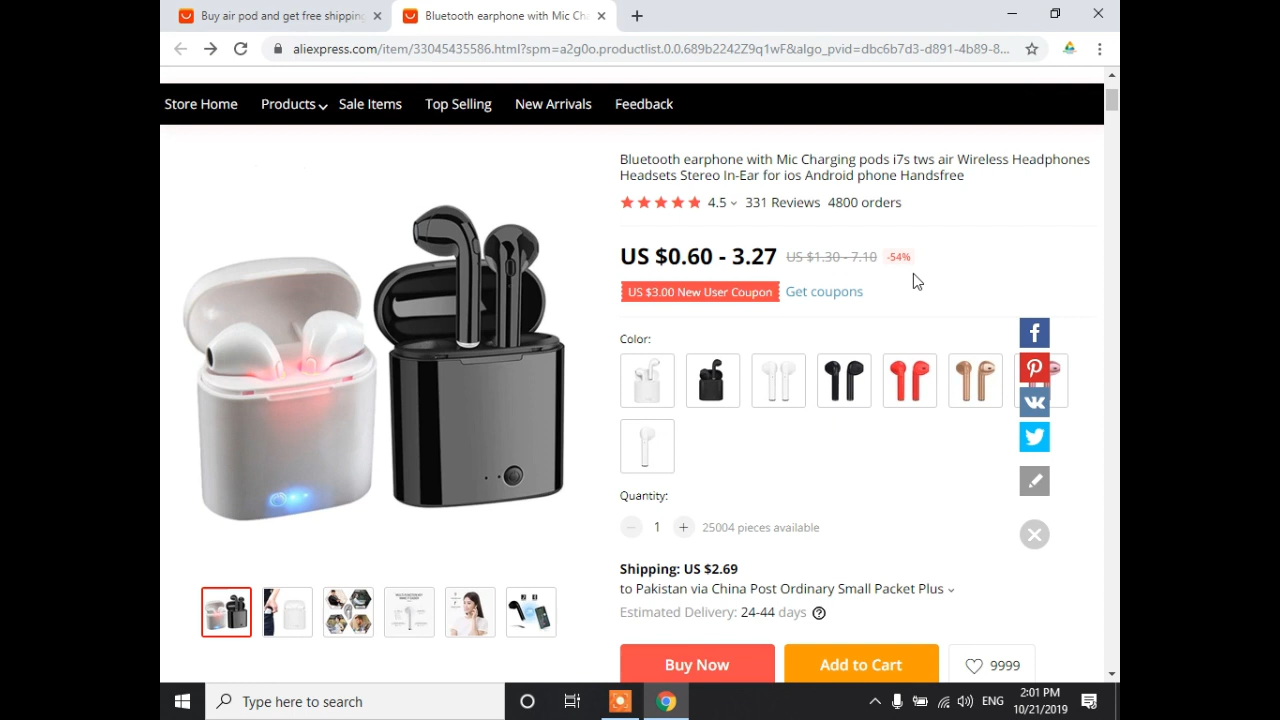 Buy air pod and get free shipping
Bluetooth earphone with Mic Cha
aliexpress.com/item/33045435586.html?spm=a2g0o.productlist.0.0.689b2242Z9q1wF&algo_pvid=dbc6b7d3-d891-4b89-8...
Store Home Products Sale Items Top Selling New Arrivals Feedback
Bluetooth earphone with Mic Charging pods i7s tws air Wireless Headphones
Headsets Stereo In-Ear for ios Android phone Handsfree
4.5 331 Reviews 4800 orders
US $0.60 - 3.27 US $1.30 - 7.10 -54%
US $3.00 New User Coupon Get coupons
Color:
Quantity:
1 25004 pieces available
Shipping: US $2.69
to Pakistan via China Post Ordinary Small Packet Plus
Estimated Delivery: 24-44 days
Buy Now Add to Cart 9999
Type here to search
ENG
2:01 PM
10/21/2019